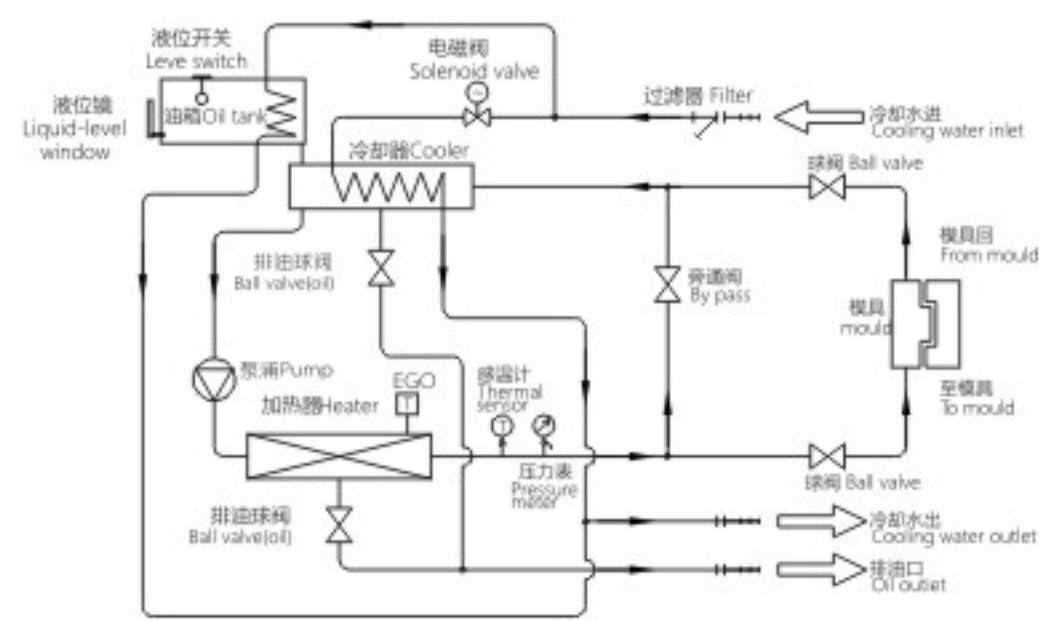 液位开关
Leve switch
电磁阀
Solenoid valve
液位镜
Liquid-level
window
油箱Oil tank
过滤器 Filter
冷却水进
Cooling water inlet
冷却器Cooler
球阀 Ball valve
模具回
From mould
排油球阀
Ball valve(oil)
旁通阀
By pass
模具
mould
泵浦Pump
EGO
T
感温计
Thermal
sensor
T
加热器Heater
至模具
To mould
压力表
Pressure
meter
球阀 Ball valve
排油球阀
Ball valve(oil)
冷却水出
Cooling water outlet
排油口
Oil outlet